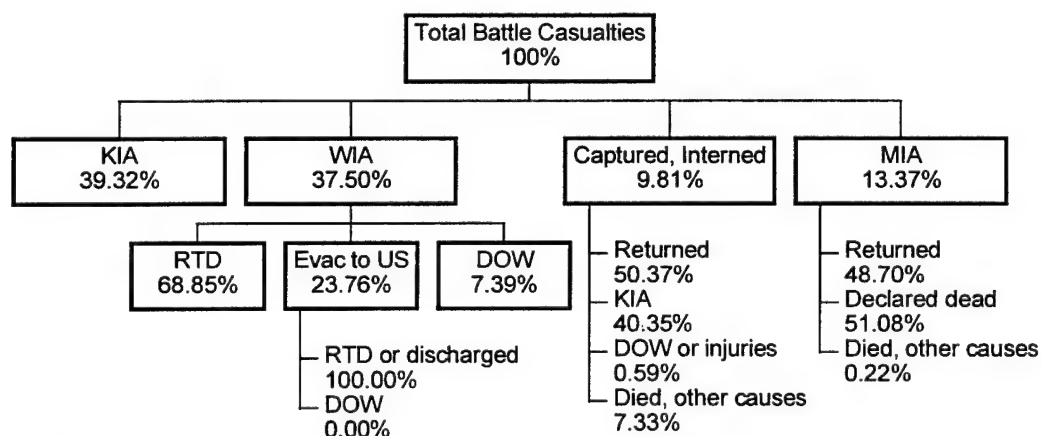 Total Battle Casualties
100%
KIA
39.32%
WIA
37.50%
Captured, Interned
9.81%
MIA
13.37%
RTD
68.85%
Evac to US
23.76%
DOW
7.39%
RTD or discharged
100.00%
DOW
0.00%
Returned
50.37%
KIA
40.35%
DOW or injuries
0.59%
Died, other causes
7.33%
Returned
48.70%
Declared dead
51.08%
Died, other causes
0.22%